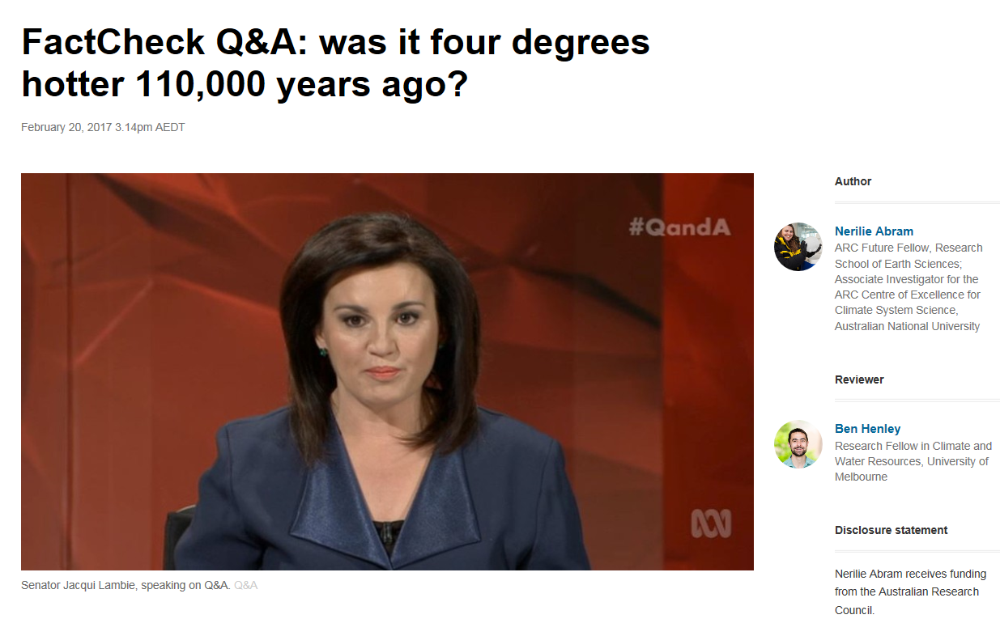 FactCheck Q&A: was it four degrees
hotter 110,000 years ago?
February 20, 2017 3.14pm AEDT
#QandA
Senator Jacqui Lambie, speaking on Q&A. Q&A
Author
Nerilie Abram
ARC Future Fellow, Research
School of Earth Sciences;
Associate Investigator for the
ARC Centre of Excellence for
Climate System Science,
Australian National University
Reviewer
Ben Henley
Research Fellow in Climate and
Water Resources, University of
Melbourne
Disclosure statement
Nerilie Abram receives funding
from the Australian Research
Council.